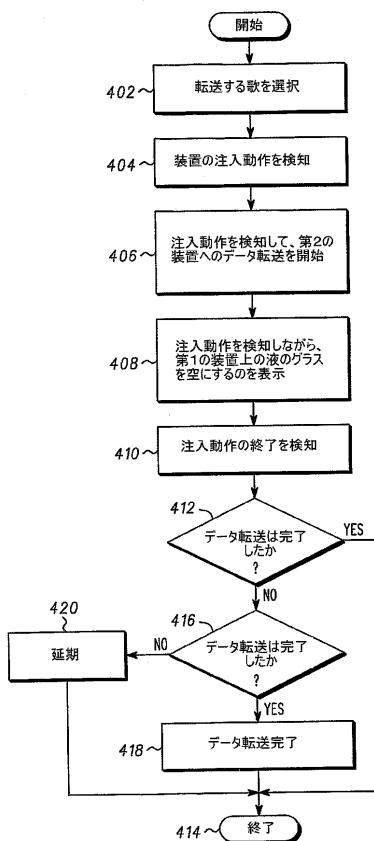 開始
402
転送する歌を選択
404
装置の注入動作を検知
406
注入動作を検知して、第2の
装置へのデータ転送を開始
408
注入動作を検知しながら、
第1の装置上の液のグラス
を空にするのを表示
410
注入動作の終了を検知
412
データ転送は完了
したか
?
YES
NO
420
延期
416
NO
データ転送は完了
したか
?
YES
418
データ転送完了
414
終了